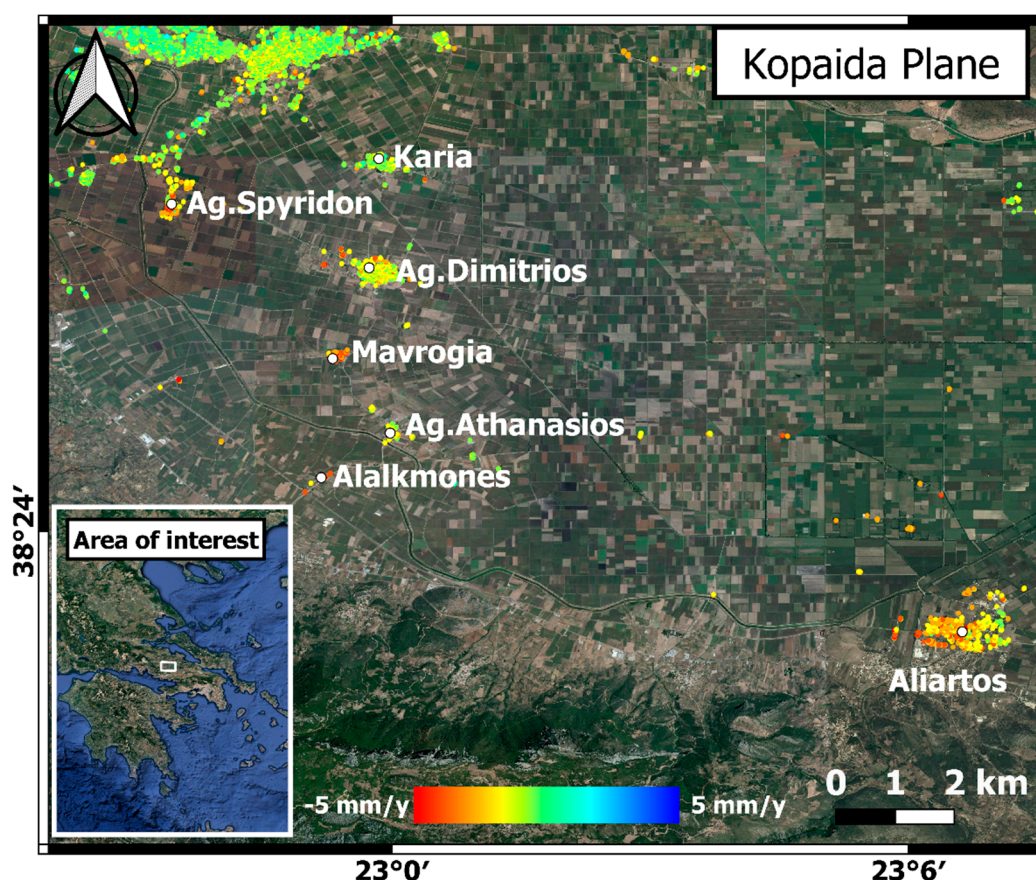 Kopaida Plane
Karia
Ag.Spyridon
Ag.Dimitrios
Mavrogia
Ag.Athanasios
Alalkmones
38°24′
Area of interest
Aliartos
-5 mm/y
5 mm/y
0 1 2 km
23°0′
23°6′